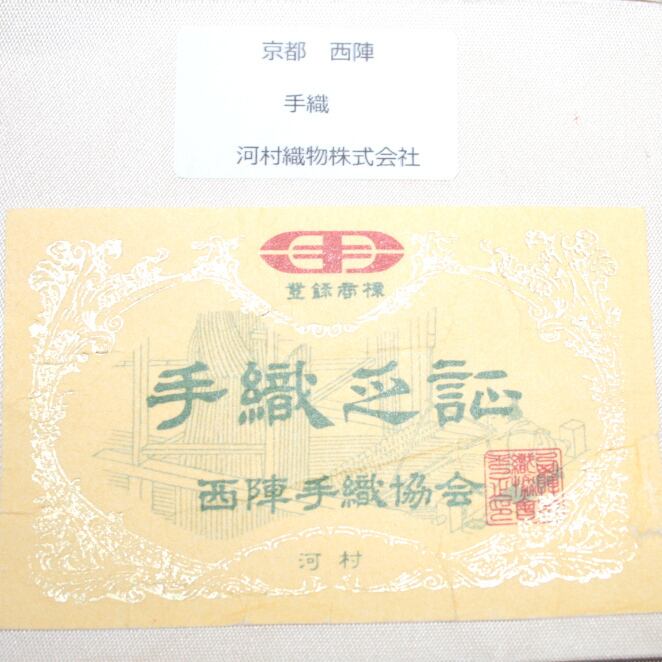 京都　西陣
手織
河村織物株式会社
登録商標
手織之証
西陣手織協会
河村